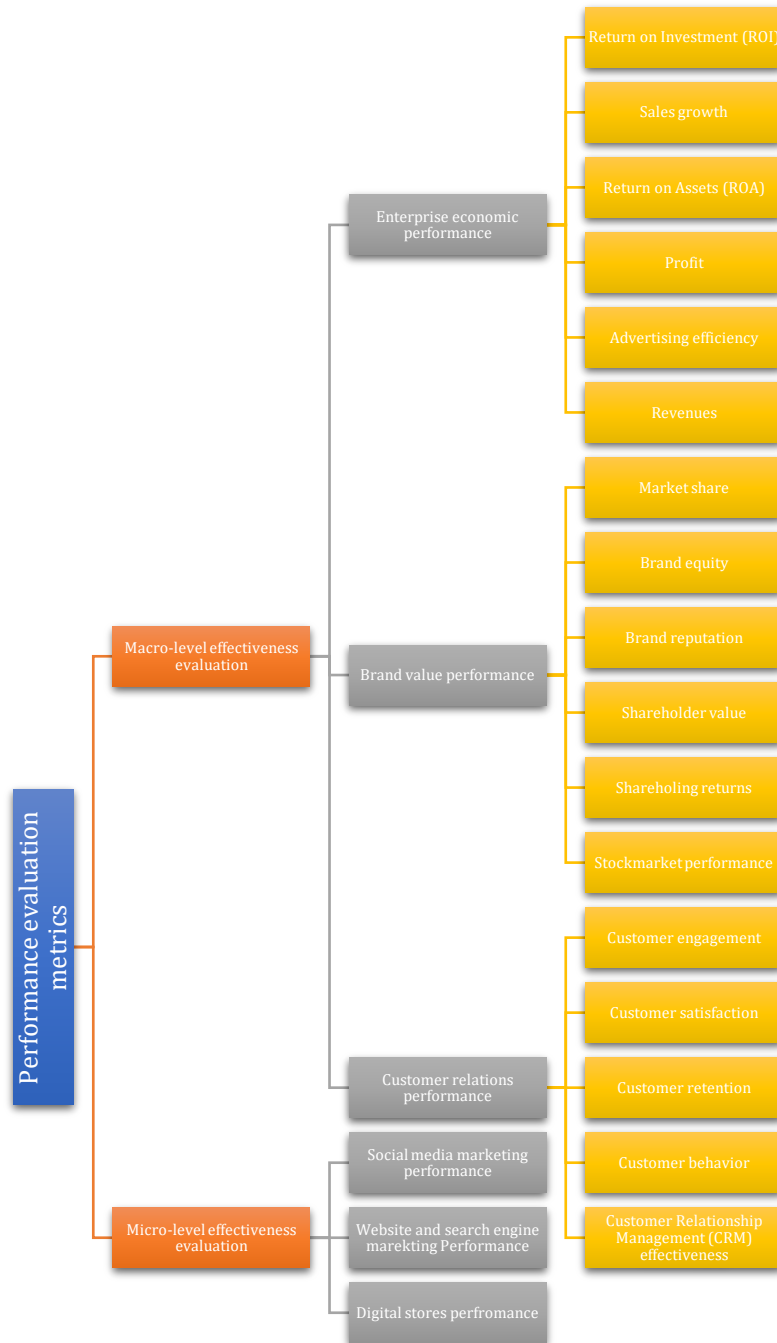 Performance evaluation
metrics
Macro-level effectiveness
evaluation
Enterprise economic
performance
Return on Investment (ROI)
Sales growth
Return on Assets (ROA)
Profit
Advertising efficiency
Revenues
Brand value performance
Market share
Brand equity
Brand reputation
Shareholder value
Shareholing returns
Stockmarket performance
Customer relations
performance
Customer engagement
Customer satisfaction
Customer retention
Customer behavior
Customer Relationship
Management (CRM)
effectiveness
Micro-level effectiveness
evaluation
Social media marketing
performance
Website and search engine
marekting Performance
Digital stores perfromance